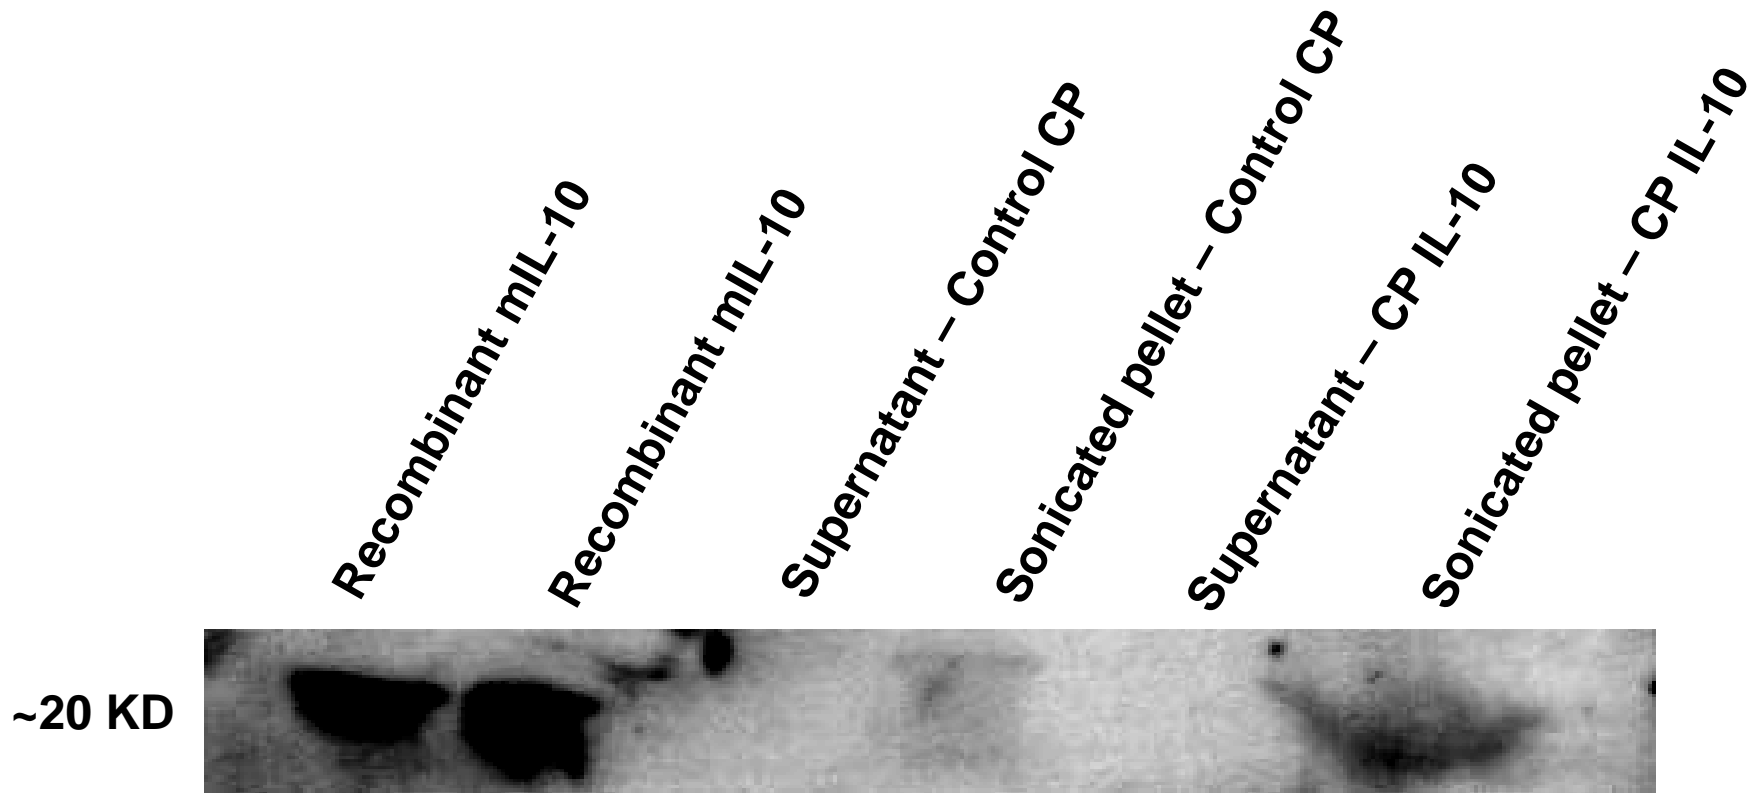 Recombinant mIL-10
Recombinant mIL-10
Supernatant – Control CP
Sonicated pellet – Control CP
Supernatant – CP IL-10
Sonicated pellet – CP IL-10
~20 KD